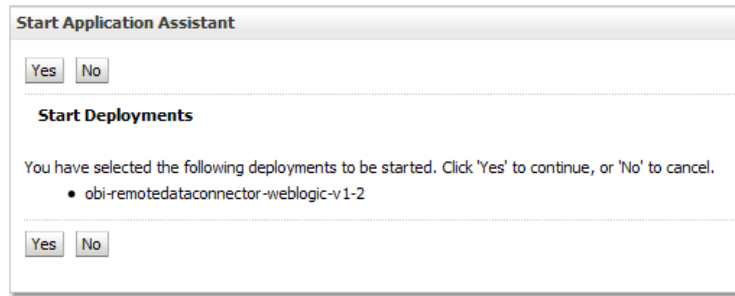 Start Application Assistant
Yes No
Start Deployments
You have selected the following deployments to be started. Click 'Yes' to continue, or 'No' to cancel.
• obi-remotedataconnector-weblogic-v1-2
Yes No